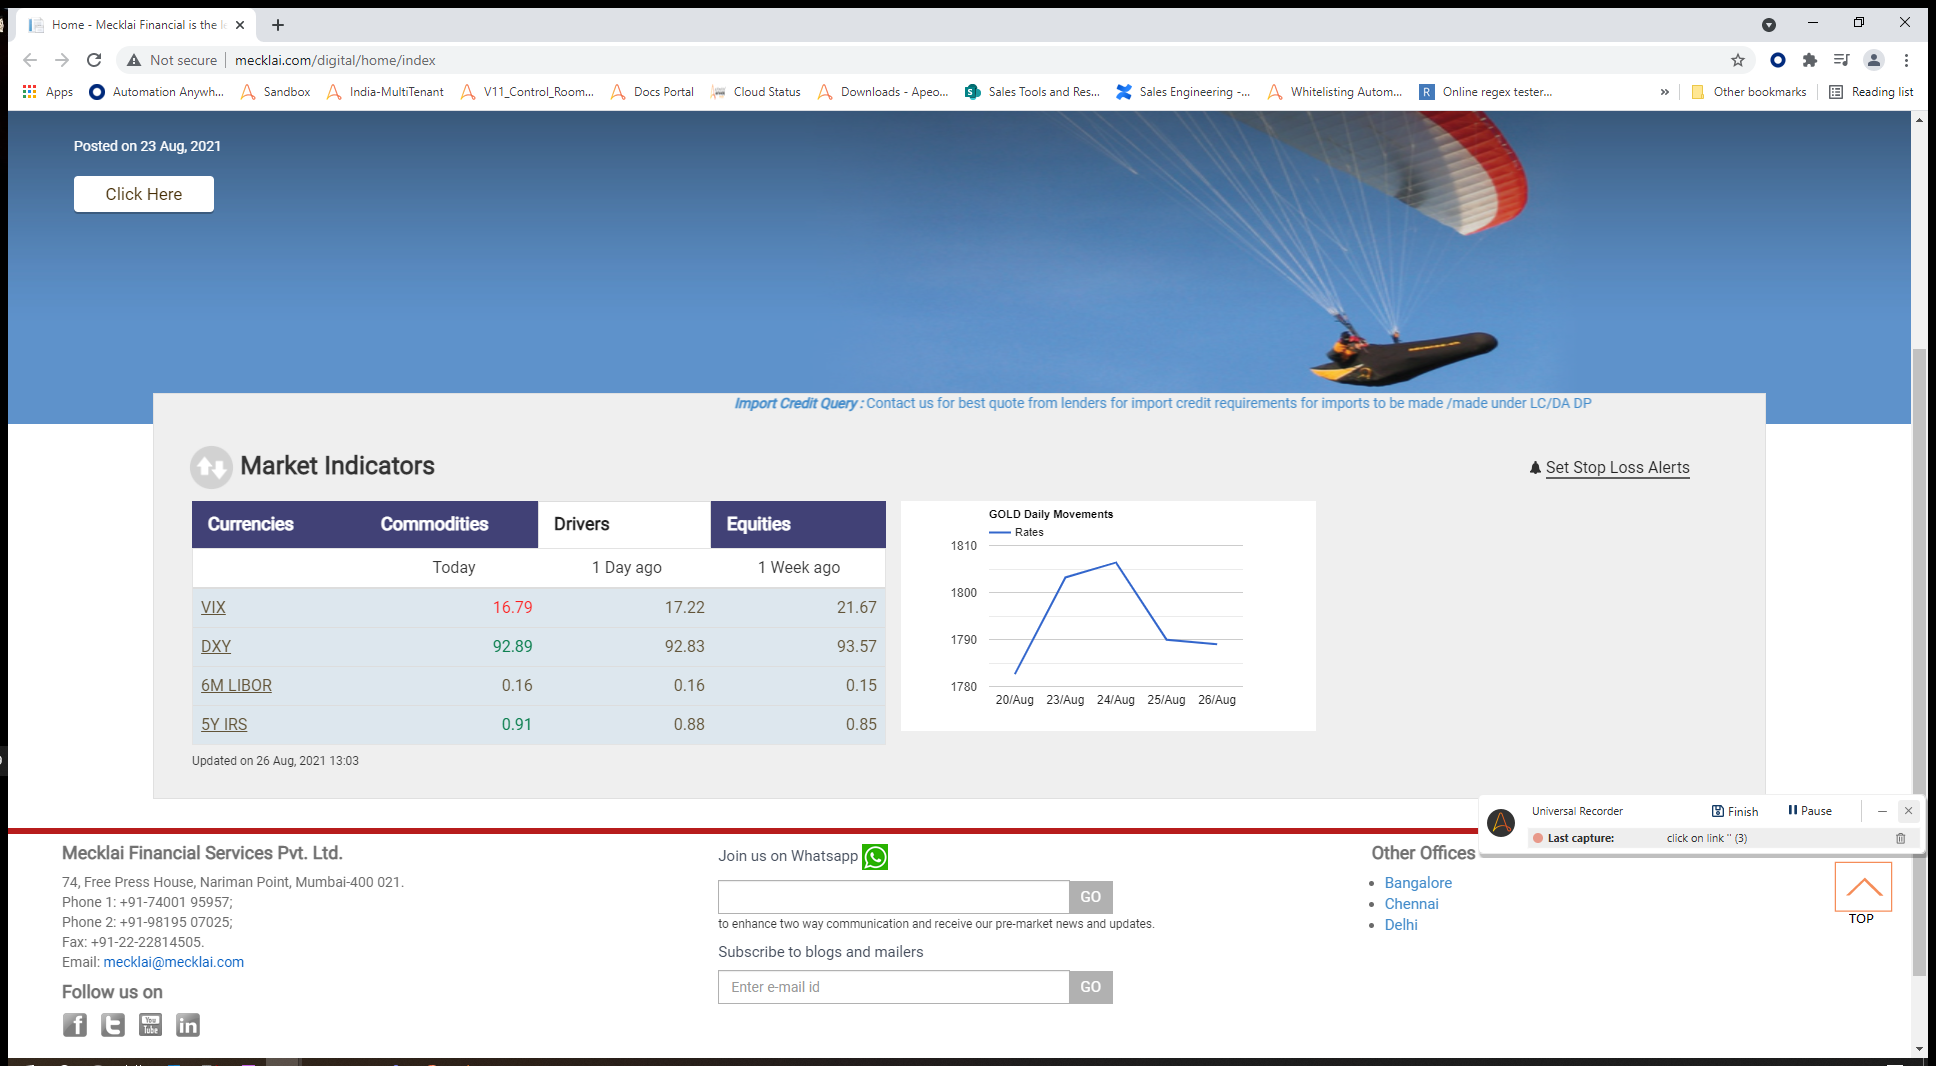 Home - Mecklai Financial is the l
Not secure
mecklai.com/digital/home/index
Apps
Automation Anywh...
Sandbox
India-MultiTenant
V11_Control_Room...
Docs Portal
Cloud Status
Downloads - Apeo...
Sales Tools and Res...
Sales Engineering -...
Whitelisting Autom...
R
Online regex tester...
»
Other bookmarks
Reading list
Posted on 23 Aug, 2021
Click Here
Import Credit Query : Contact us for best quote from lenders for import credit requirements for imports to be made /made under LC/DA DP
Market Indicators
Set Stop Loss Alerts
Currencies Commodities Drivers Equities
Today 1 Day ago 1 Week ago
VIX 16.79 17.22 21.67
DXY 92.89 92.83 93.57
6M LIBOR 0.16 0.16 0.15
5Y IRS 0.91 0.88 0.85
Updated on 26 Aug, 2021 13:03
GOLD Daily Movements
Rates
1810
1800
1790
1780
20/Aug 23/Aug 24/Aug 25/Aug 26/Aug
Universal Recorder
Finish
Pause
Last capture: click on link '' (3)
Mecklai Financial Services Pvt. Ltd.
74, Free Press House, Nariman Point, Mumbai-400 021.
Phone 1: +91-74001 95957;
Phone 2: +91-98195 07025;
Fax: +91-22-22814505.
Email: mecklai@mecklai.com
Follow us on
f
t
You Tube
in
Join us on Whatsapp
GO
to enhance two way communication and receive our pre-market news and updates.
Subscribe to blogs and mailers
Enter e-mail id
GO
Other Offices
Bangalore
Chennai
Delhi
TOP